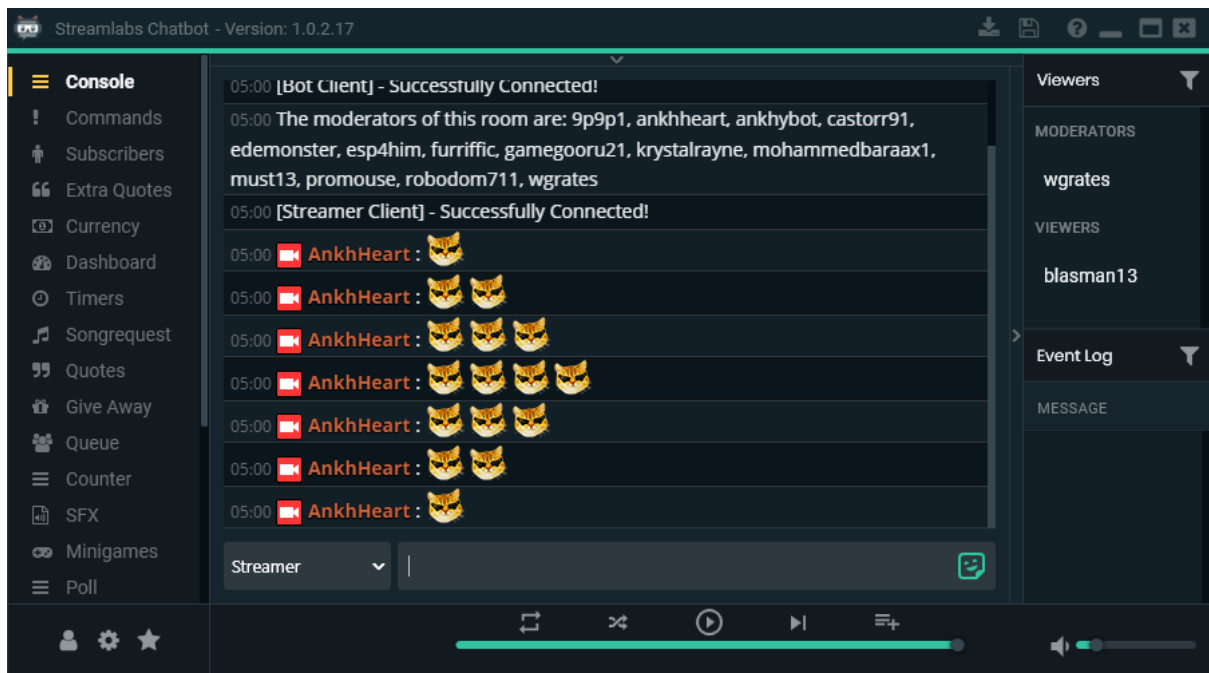 Streamlabs Chatbot - Version: 1.0.2.17
Console
Commands
Subscribers
Extra Quotes
Currency
Dashboard
Timers
Songrequest
Quotes
Give Away
Queue
Counter
SFX
Minigames
Poll
05:00 [Bot Client] - Successfully Connected!
05:00 The moderators of this room are: 9p9p1, ankhheart, ankhybot, castorr91,
edemonster, esp4him, furriffic, gamegooru21, krystalrayne, mohammedbaraax1,
must13, promouse, robodom711, wgrates
05:00 [Streamer Client] - Successfully Connected!
05:00 AnkhHeart :
05:00 AnkhHeart :
05:00 AnkhHeart :
05:00 AnkhHeart :
05:00 AnkhHeart :
05:00 AnkhHeart :
05:00 AnkhHeart :
Streamer
Viewers
MODERATORS
wgrates
VIEWERS
blasman13
Event Log
MESSAGE